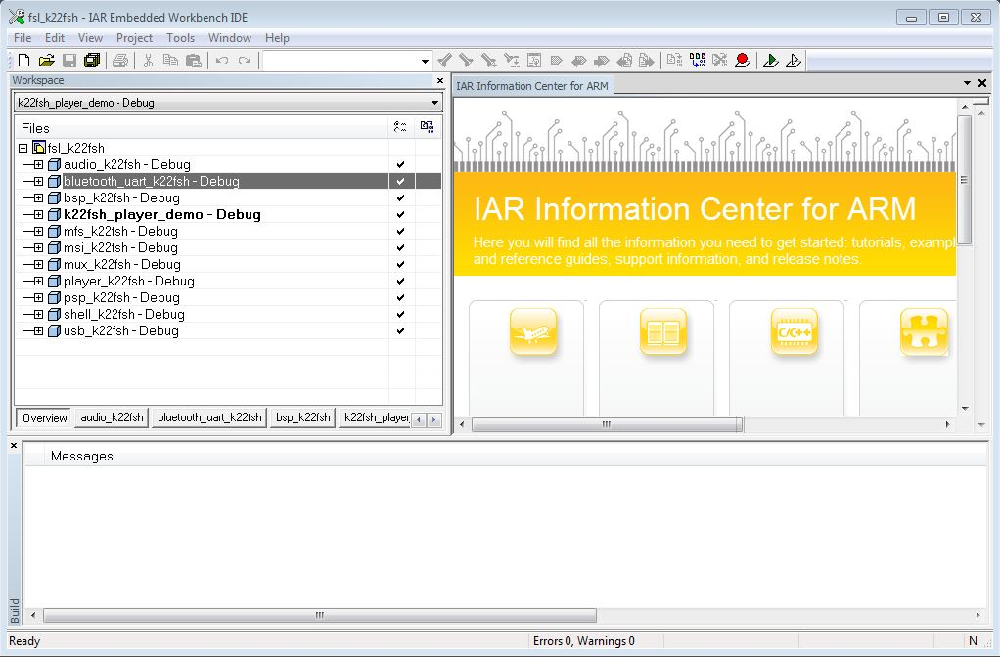 fsl_k22fsh - IAR Embedded Workbench IDE
File Edit View Project Tools Window Help
Workspace
k22fsh_player_demo - Debug
Files
fsl_k22fsh
audio_k22fsh - Debug
bluetooth_uart_k22fsh - Debug
bsp_k22fsh - Debug
k22fsh_player_demo - Debug
mfs_k22fsh - Debug
msi_k22fsh - Debug
mux_k22fsh - Debug
player_k22fsh - Debug
psp_k22fsh - Debug
shell_k22fsh - Debug
usb_k22fsh - Debug
Overview audio_k22fsh bluetooth_uart_k22fsh bsp_k22fsh k22fsh_player
IAR Information Center for ARM
IAR Information Center for ARM
Here you will find all the information you need to get started: tutorials, exampl
and reference guides, support information, and release notes.
C/C++
Messages
Build
Ready Errors 0, Warnings 0 N